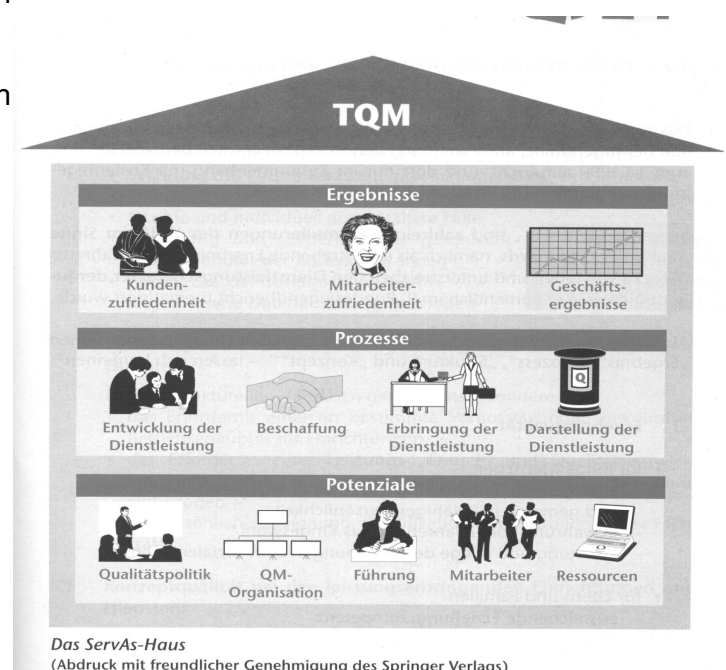 TQM
Ergebnisse
Kunden-
zufriedenheit
Mitarbeiter-
zufriedenheit
Geschäfts-
ergebnisse
Prozesse
Entwicklung der
Dienstleistung
Beschaffung
Erbringung der
Dienstleistung
Q
Darstellung der
Dienstleistung
Potenziale
Qualitätspolitik
QM-
Organisation
Führung
Mitarbeiter
Ressourcen
Das ServAs-Haus
(Abdruck mit freundlicher Genehmigung des Springer Verlags)